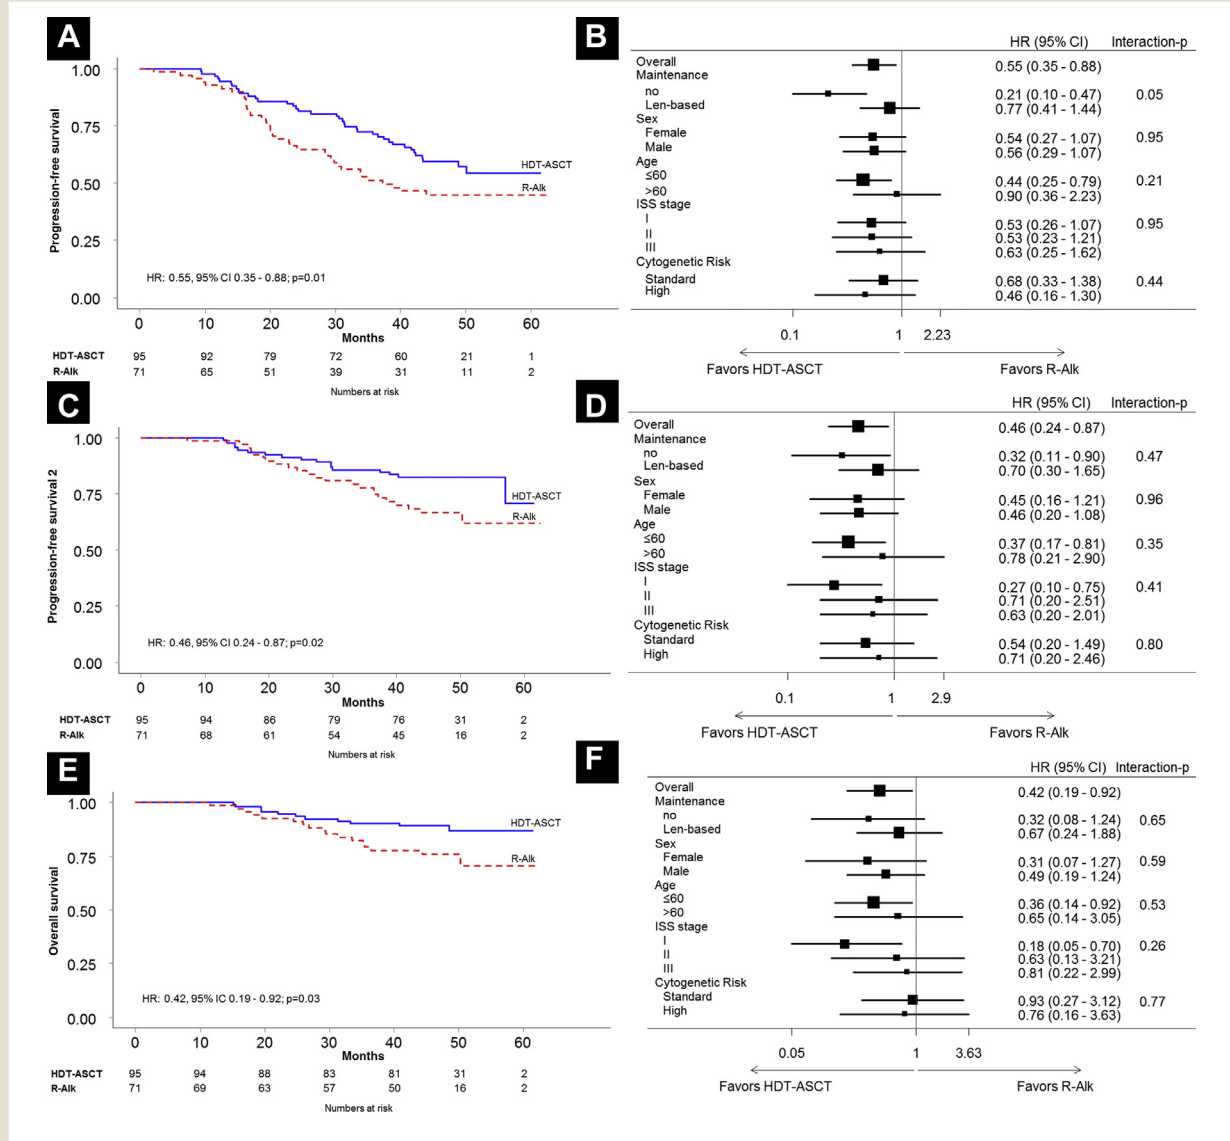 A
1.00
0.75
0.50
0.25
0.00
Progression-free survival
HDT-ASCT
R-Alk
HR: 0.55, 95% CI 0.35 - 0.88; p=0.01
0 10 20 30 40 50 60
Months
HDT-ASCT 95 92 79 72 60 21 1
R-Alk 71 65 51 39 31 11 2
Numbers at risk
B
HR (95% CI) Interaction-p
Overall 0.55 (0.35 - 0.88)
Maintenance
no 0.21 (0.10 - 0.47) 0.05
Len-based 0.77 (0.41 - 1.44)
Sex
Female 0.54 (0.27 - 1.07) 0.95
Male 0.56 (0.29 - 1.07)
Age
≤60 0.44 (0.25 - 0.79) 0.21
>60 0.90 (0.36 - 2.23)
ISS stage
I 0.53 (0.26 - 1.07) 0.95
II 0.53 (0.23 - 1.21)
III 0.63 (0.25 - 1.62)
Cytogenetic Risk
Standard 0.68 (0.33 - 1.38) 0.44
High 0.46 (0.16 - 1.30)
0.1 1 2.23
Favors HDT-ASCT Favors R-Alk
C
1.00
0.75
0.50
0.25
0.00
Progression-free survival 2
HDT-ASCT
R-Alk
HR: 0.46, 95% CI 0.24 - 0.87; p=0.02
0 10 20 30 40 50 60
Months
HDT-ASCT 95 94 86 79 76 31 2
R-Alk 71 68 61 54 45 16 2
Numbers at risk
D
HR (95% CI) Interaction-p
Overall 0.46 (0.24 - 0.87)
Maintenance
no 0.32 (0.11 - 0.90) 0.47
Len-based 0.70 (0.30 - 1.65)
Sex
Female 0.45 (0.16 - 1.21) 0.96
Male 0.46 (0.20 - 1.08)
Age
≤60 0.37 (0.17 - 0.81) 0.35
>60 0.78 (0.21 - 2.90)
ISS stage
I 0.27 (0.10 - 0.75) 0.41
II 0.71 (0.20 - 2.51)
III 0.63 (0.20 - 2.01)
Cytogenetic Risk
Standard 0.54 (0.20 - 1.49) 0.80
High 0.71 (0.20 - 2.46)
0.1 1 2.9
Favors HDT-ASCT Favors R-Alk
E
1.00
0.75
0.50
0.25
0.00
Overall survival
HDT-ASCT
R-Alk
HR: 0.42, 95% IC 0.19 - 0.92; p=0.03
0 10 20 30 40 50 60
Months
HDT-ASCT 95 94 88 83 81 31 2
R-Alk 71 69 63 57 50 16 2
Numbers at risk
F
HR (95% CI) Interaction-p
Overall 0.42 (0.19 - 0.92)
Maintenance
no 0.32 (0.08 - 1.24) 0.65
Len-based 0.67 (0.24 - 1.88)
Sex
Female 0.31 (0.07 - 1.27) 0.59
Male 0.49 (0.19 - 1.24)
Age
≤60 0.36 (0.14 - 0.92) 0.53
>60 0.65 (0.14 - 3.05)
ISS stage
I 0.18 (0.05 - 0.70) 0.26
II 0.63 (0.13 - 3.21)
III 0.81 (0.22 - 2.99)
Cytogenetic Risk
Standard 0.93 (0.27 - 3.12) 0.77
High 0.76 (0.16 - 3.63)
0.05 1 3.63
Favors HDT-ASCT Favors R-Alk